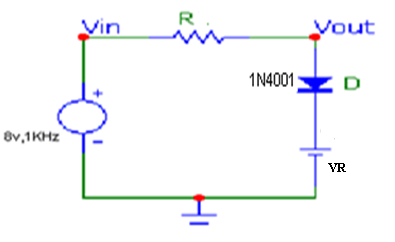 Vin
R
Vout
1N4001
D
+
8v,1KHz
-
VR